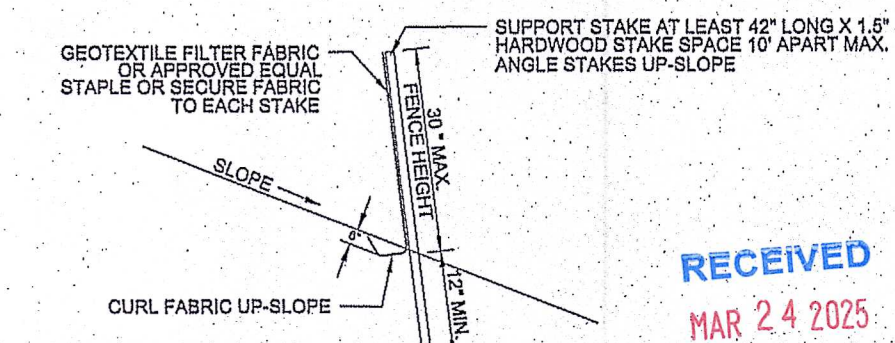 SUPPORT STAKE AT LEAST 42" LONG X 1.5"
HARDWOOD STAKE SPACE 10' APART MAX.
ANGLE STAKES UP-SLOPE
GEOTEXTILE FILTER FABRIC
OR APPROVED EQUAL
STAPLE OR SECURE FABRIC
TO EACH STAKE
30" MAX.
FENCE HEIGHT
SLOPE
6"
CURL FABRIC UP-SLOPE
12" MIN.
RECEIVED
MAR 24 2025